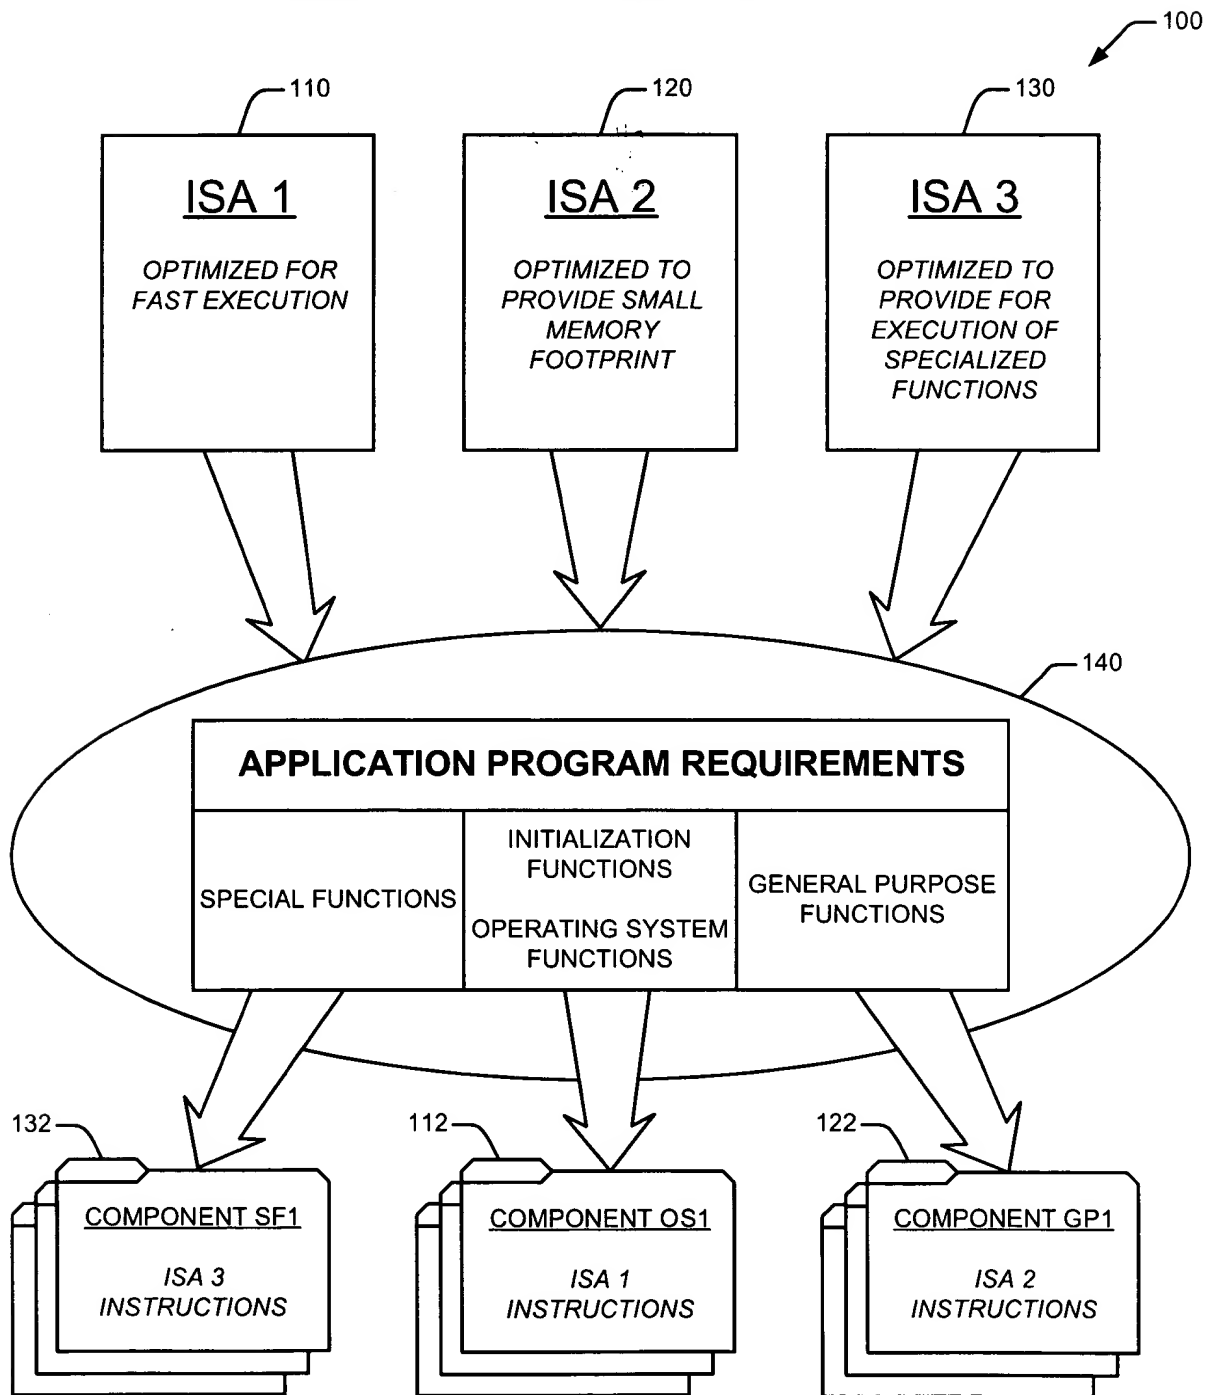 100
110
120
130
ISA 1
OPTIMIZED FOR
FAST EXECUTION
ISA 2
OPTIMIZED TO
PROVIDE SMALL
MEMORY
FOOTPRINT
ISA 3
OPTIMIZED TO
PROVIDE FOR
EXECUTION OF
SPECIALIZED
FUNCTIONS
140
APPLICATION PROGRAM REQUIREMENTS
SPECIAL FUNCTIONS
INITIALIZATION
FUNCTIONS
OPERATING SYSTEM
FUNCTIONS
GENERAL PURPOSE
FUNCTIONS
132
COMPONENT SF1
ISA 3
INSTRUCTIONS
112
COMPONENT OS1
ISA 1
INSTRUCTIONS
122
COMPONENT GP1
ISA 2
INSTRUCTIONS